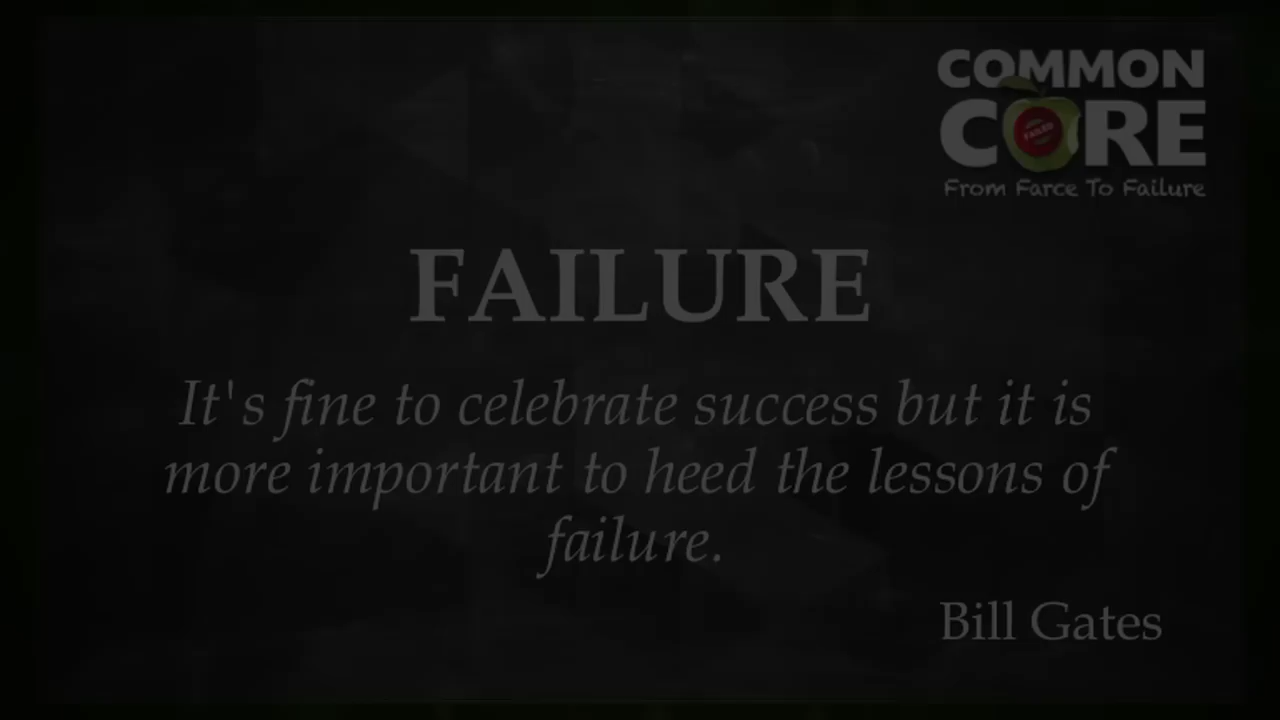 COMMON
CORE
FAILED
From Farce To Failure
FAILURE
It's fine to celebrate success but it is
more important to heed the lessons of
failure.
Bill Gates